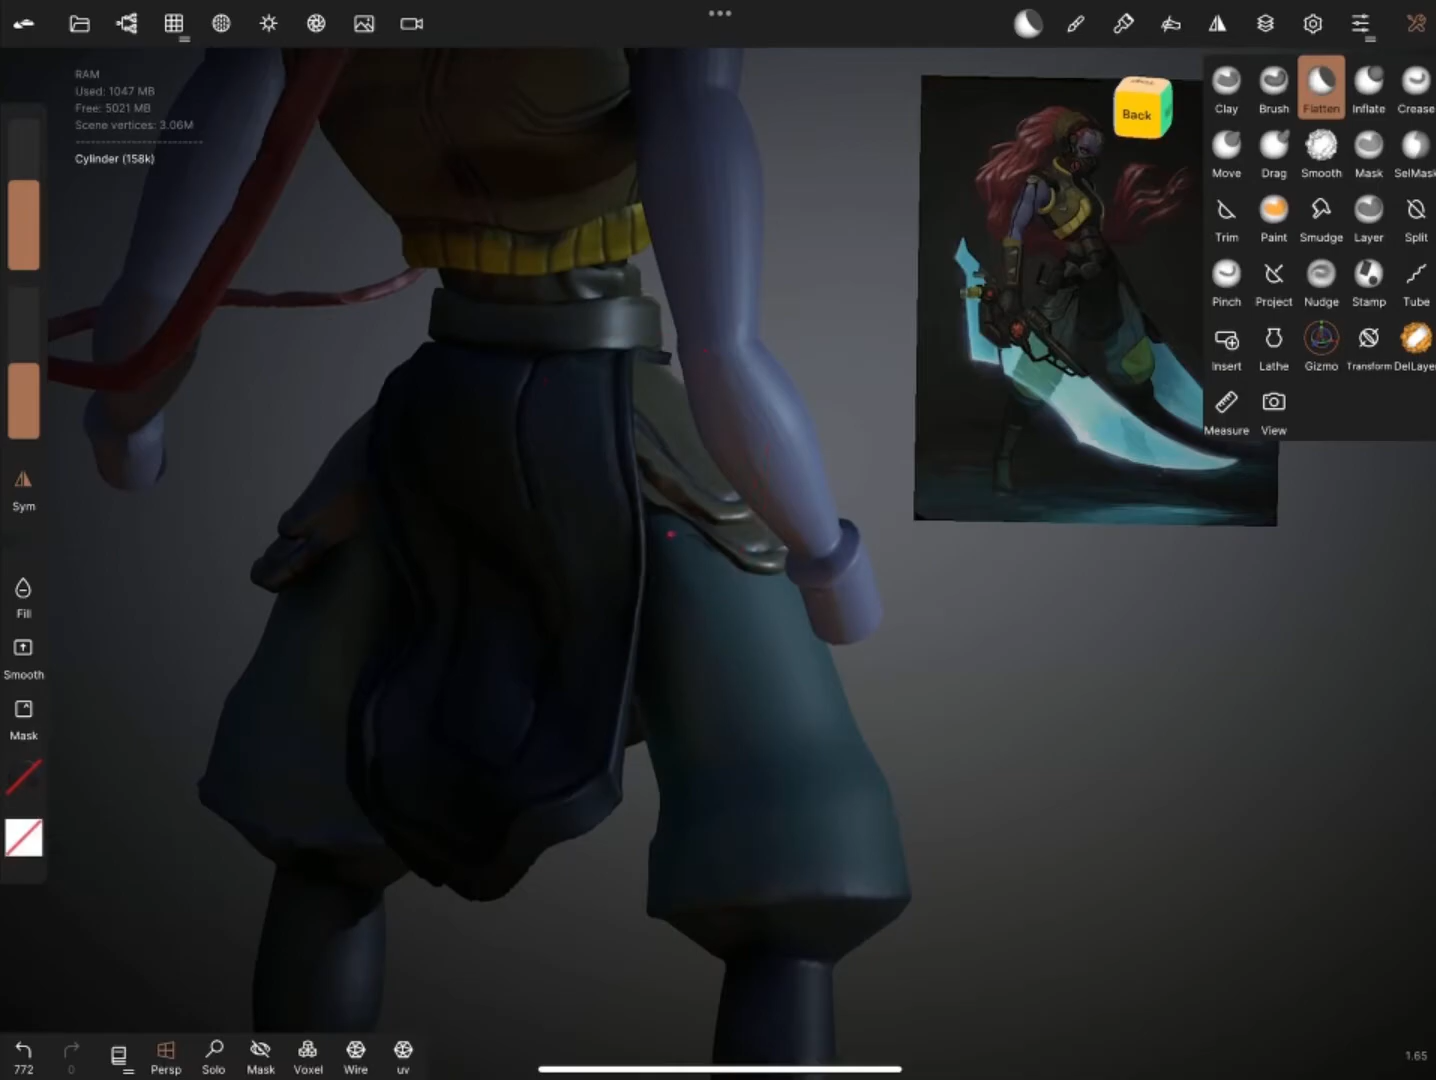 RAM
Used: 1047 MB
Free: 5021 MB
Scene vertices: 3.06M
Cylinder (158k)
Back
Clay Brush Flatten Inflate Crease
Move Drag Smooth Mask SelMask
Trim Paint Smudge Layer Split
Pinch Project Nudge Stamp Tube
Insert Lathe Gizmo Transform DelLayer
Measure View
Sym
Fill
Smooth
Mask
772 0 Persp Solo Mask Voxel Wire uv
1.65